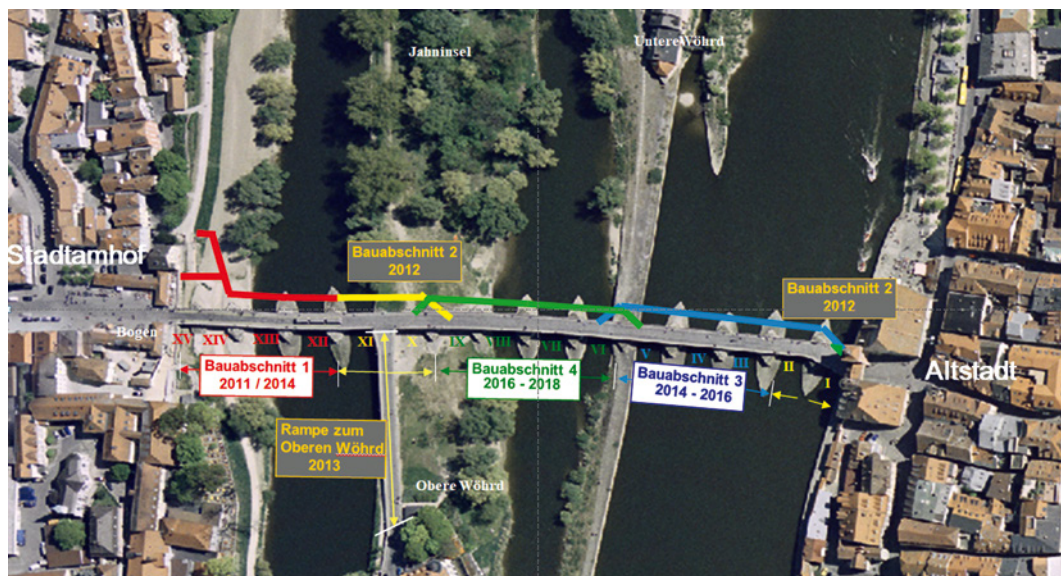 Jahninsel
Untere Wöhrd
Stadtamhof
Bauabschnitt 2
2012
Bauabschnitt 2
2012
Bogen
XV XIV XIII XII XI X IX VIII VII VI V IV III II I
Bauabschnitt 1
2011 / 2014
Bauabschnitt 4
2016 - 2018
Bauabschnitt 3
2014 - 2016
Altstadt
Rampe zum
Oberen Wöhrd
2013
Obere Wöhrd